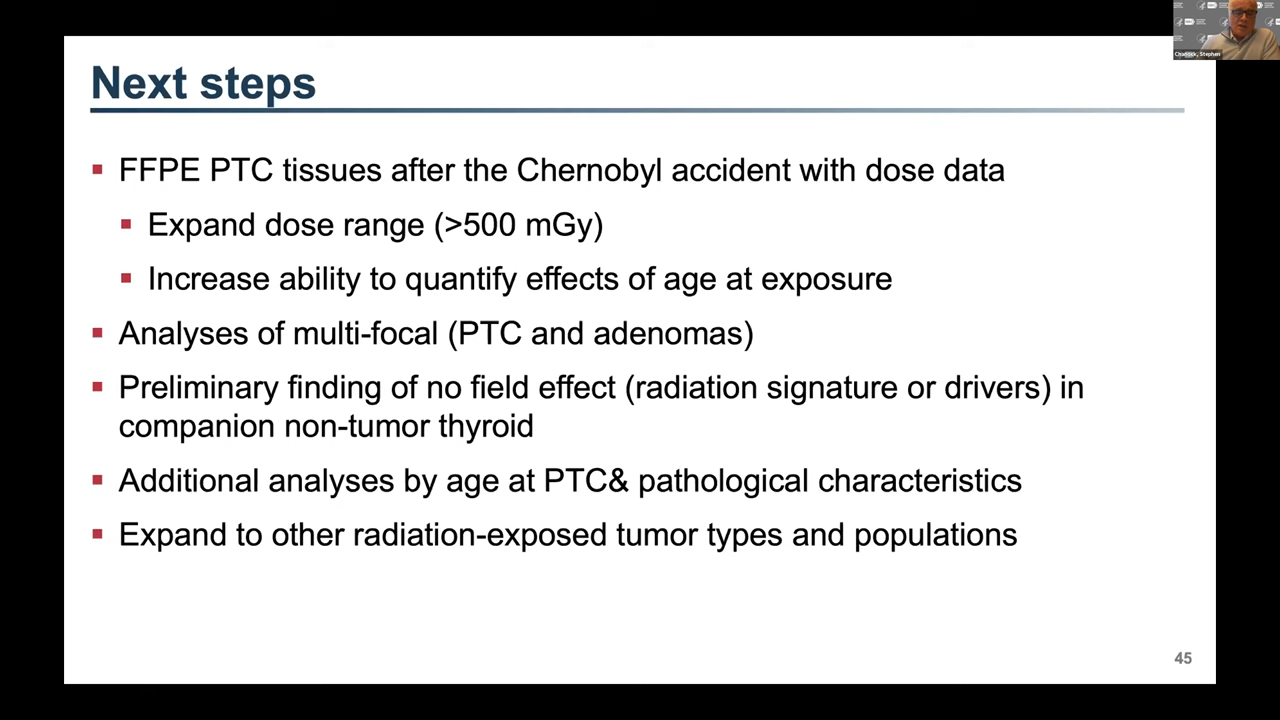 Chanock, Stephen
Next steps
▪ FFPE PTC tissues after the Chernobyl accident with dose data
▪ Expand dose range (>500 mGy)
▪ Increase ability to quantify effects of age at exposure
▪ Analyses of multi-focal (PTC and adenomas)
▪ Preliminary finding of no field effect (radiation signature or drivers) in
companion non-tumor thyroid
▪ Additional analyses by age at PTC& pathological characteristics
▪ Expand to other radiation-exposed tumor types and populations
45